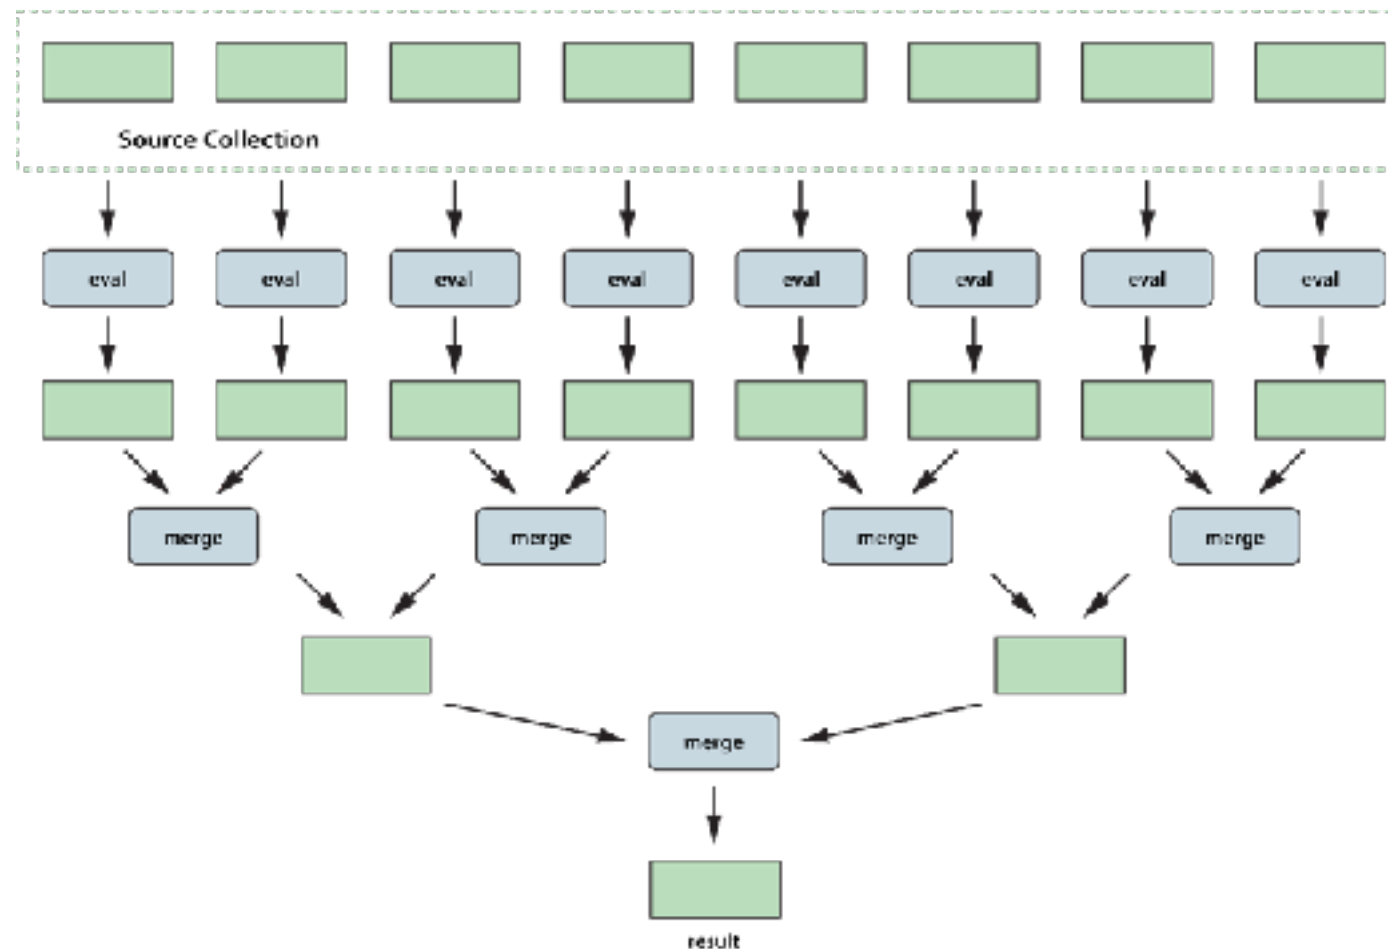 Source Collection
eval eval eval eval eval eval eval eval
merge merge merge merge
merge
result